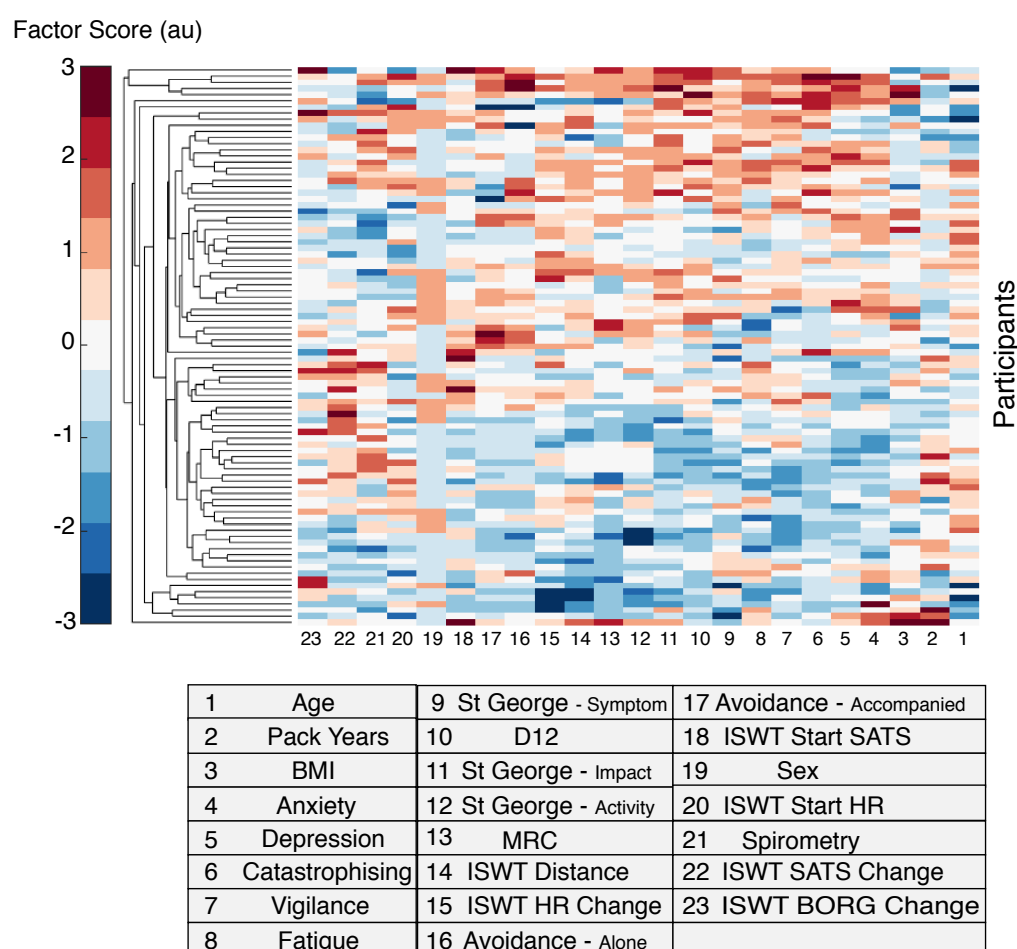 Factor Score (au)
3
2
1
0
-1
-2
-3
Participants
23 22 21 20 19 18 17 16 15 14 13 12 11 10 9 8 7 6 5 4 3 2 1
1 Age 9 St George - Symptom 17 Avoidance - Accompanied
2 Pack Years 10 D12 18 ISWT Start SATS
3 BMI 11 St George - Impact 19 Sex
4 Anxiety 12 St George - Activity 20 ISWT Start HR
5 Depression 13 MRC 21 Spirometry
6 Catastrophising 14 ISWT Distance 22 ISWT SATS Change
7 Vigilance 15 ISWT HR Change 23 ISWT BORG Change
8 Fatigue 16 Avoidance - Alone